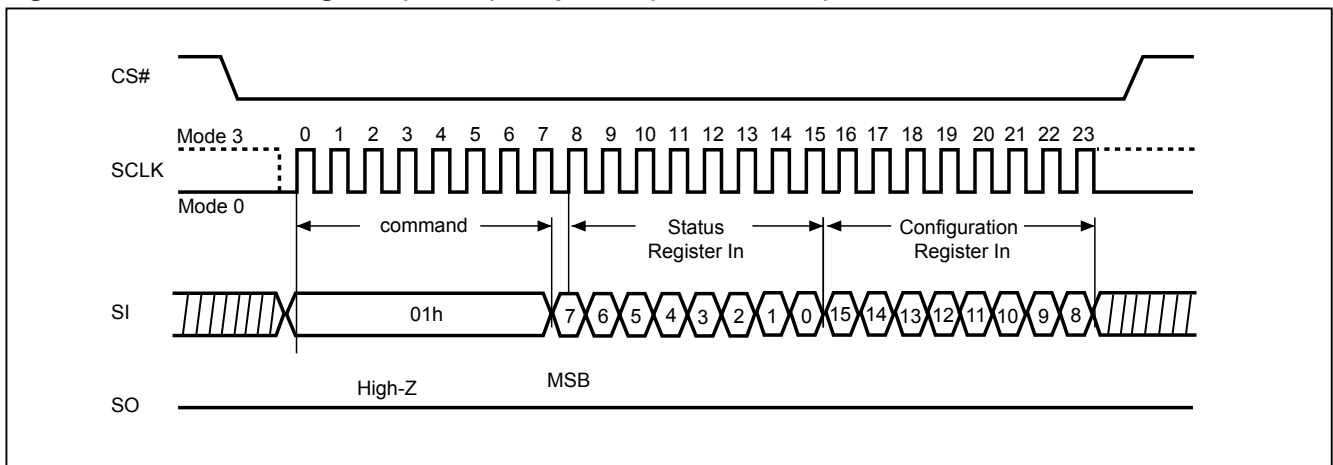 CS#
Mode 3 0 1 2 3 4 5 6 7 8 9 10 11 12 13 14 15 16 17 18 19 20 21 22 23
SCLK
Mode 0
command Status Configuration
Register In Register In
SI 01h 7 6 5 4 3 2 1 0 15 14 13 12 11 10 9 8
High-Z MSB
SO